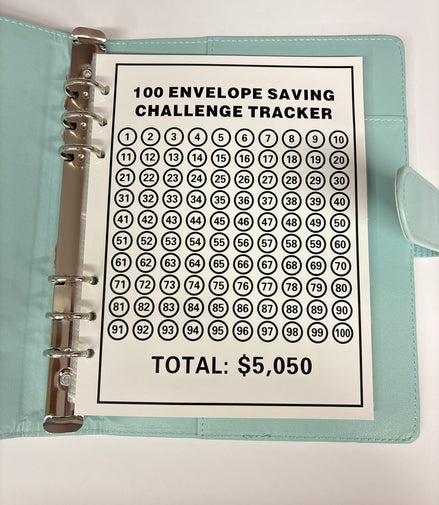 100 ENVELOPE SAVING
CHALLENGE TRACKER
1 2 3 4 5 6 7 8 9 10
11 12 13 14 15 16 17 18 19 20
21 22 23 24 25 26 27 28 29 30
31 32 33 34 35 36 37 38 39 40
41 42 43 44 45 46 47 48 49 50
51 52 53 54 55 56 57 58 59 60
61 62 63 64 65 66 67 68 69 70
71 72 73 74 75 76 77 78 79 80
81 82 83 84 85 86 87 88 89 90
91 92 93 94 95 96 97 98 99 100
TOTAL: $5,050